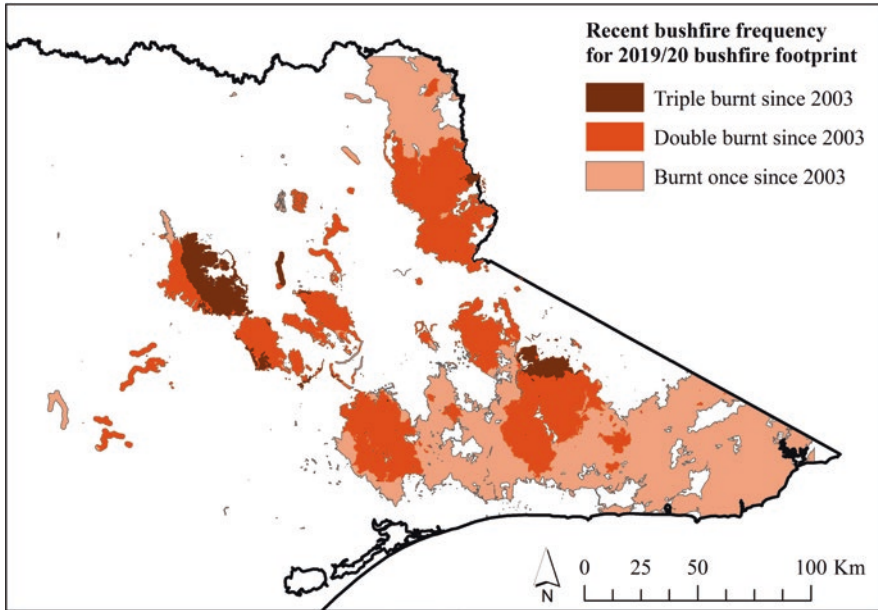 Recent bushfire frequency
for 2019/20 bushfire footprint
Triple burnt since 2003
Double burnt since 2003
Burnt once since 2003
N
0 25 50 100 Km